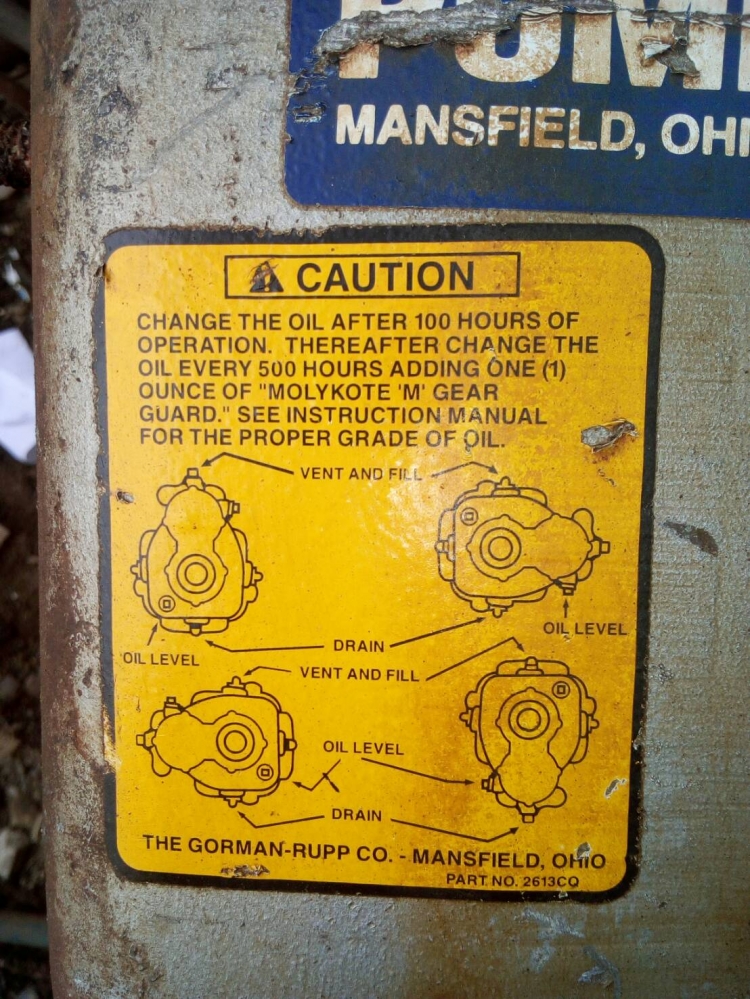 PUM
MANSFIELD, OHI
CAUTION
CHANGE THE OIL AFTER 100 HOURS OF
OPERATION. THEREAFTER CHANGE THE
OIL EVERY 500 HOURS ADDING ONE (1)
OUNCE OF "MOLYKOTE 'M' GEAR
GUARD." SEE INSTRUCTION MANUAL
FOR THE PROPER GRADE OF OIL.
VENT AND FILL
OIL LEVEL
DRAIN
OIL LEVEL
VENT AND FILL
OIL LEVEL
DRAIN
THE GORMAN-RUPP CO. - MANSFIELD, OHIO
PART NO. 2613CQ